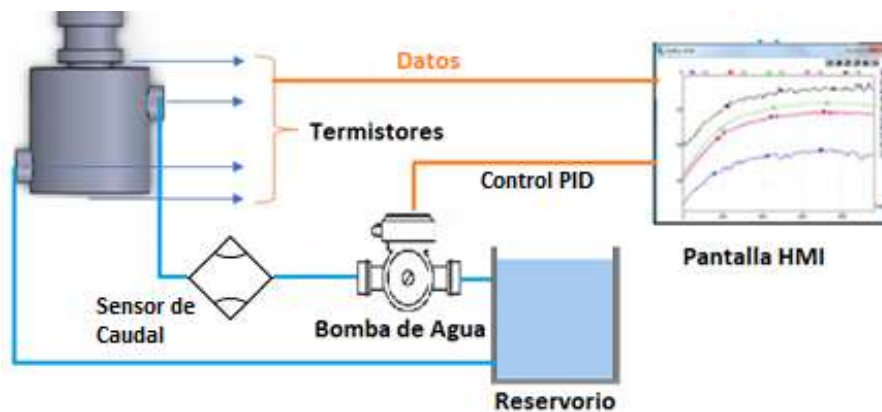 Datos
Termistores
Control PID
Pantalla HMI
Sensor de
Caudal
Bomba de Agua
Reservorio